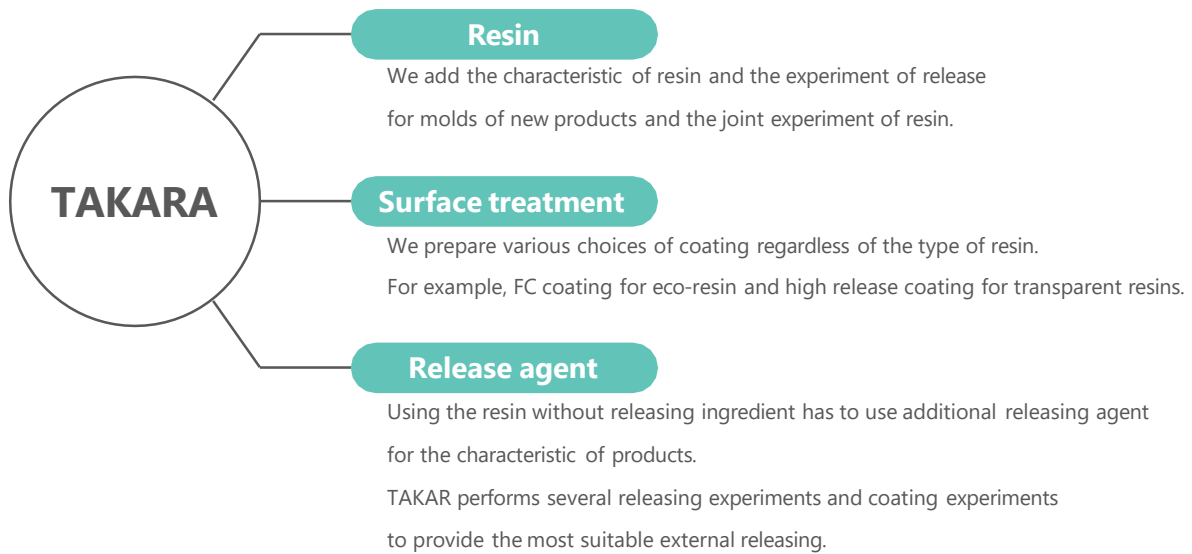 TAKARA
Resin
We add the characteristic of resin and the experiment of release
for molds of new products and the joint experiment of resin.
Surface treatment
We prepare various choices of coating regardless of the type of resin.
For example, FC coating for eco-resin and high release coating for transparent resins.
Release agent
Using the resin without releasing ingredient has to use additional releasing agent
for the characteristic of products.
TAKAR performs several releasing experiments and coating experiments
to provide the most suitable external releasing.